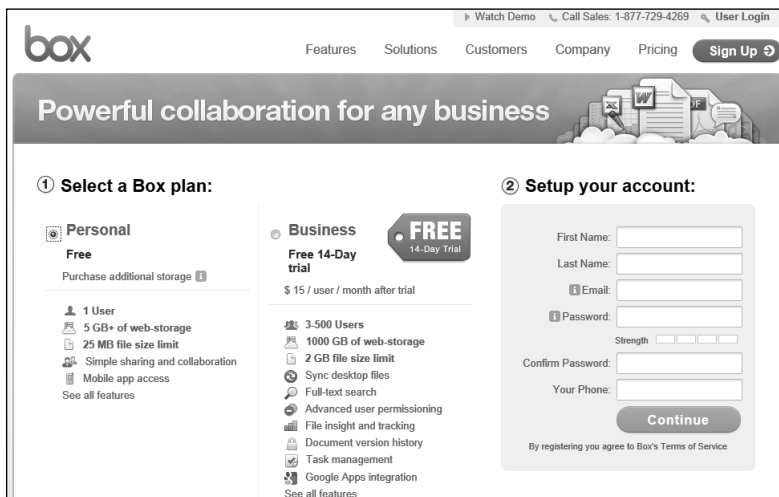 Watch Demo Call Sales: 1-877-729-4269 User Login
box
Features Solutions Customers Company Pricing Sign Up
Powerful collaboration for any business
X W DF
1 Select a Box plan:
Personal
Free
Purchase additional storage i
1 User
5 GB+ of web-storage
25 MB file size limit
Simple sharing and collaboration
Mobile app access
See all features
Business
Free 14-Day
trial
FREE
14-Day Trial
$ 15 / user / month after trial
3-500 Users
1000 GB of web-storage
2 GB file size limit
Sync desktop files
Full-text search
Advanced user permissioning
File insight and tracking
Document version history
Task management
Google Apps integration
See all features
2 Setup your account:
First Name:
Last Name:
i Email:
i Password:
Strength
Confirm Password:
Your Phone:
Continue
By registering you agree to Box's Terms of Service